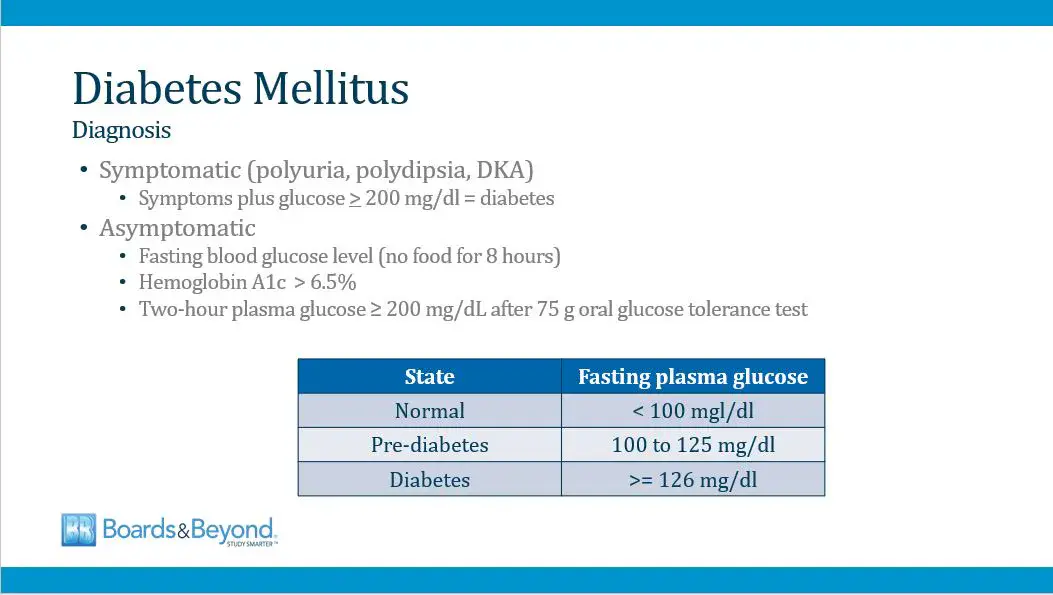 Diabetes Mellitus
Diagnosis
• Symptomatic (polyuria, polydipsia, DKA)
• Symptoms plus glucose ≥ 200 mg/dl = diabetes
• Asymptomatic
• Fasting blood glucose level (no food for 8 hours)
• Hemoglobin A1c > 6.5%
• Two-hour plasma glucose ≥ 200 mg/dL after 75 g oral glucose tolerance test
State Fasting plasma glucose
Normal < 100 mgl/dl
Pre-diabetes 100 to 125 mg/dl
Diabetes >= 126 mg/dl
BB Boards&Beyond.
STUDY SMARTER™